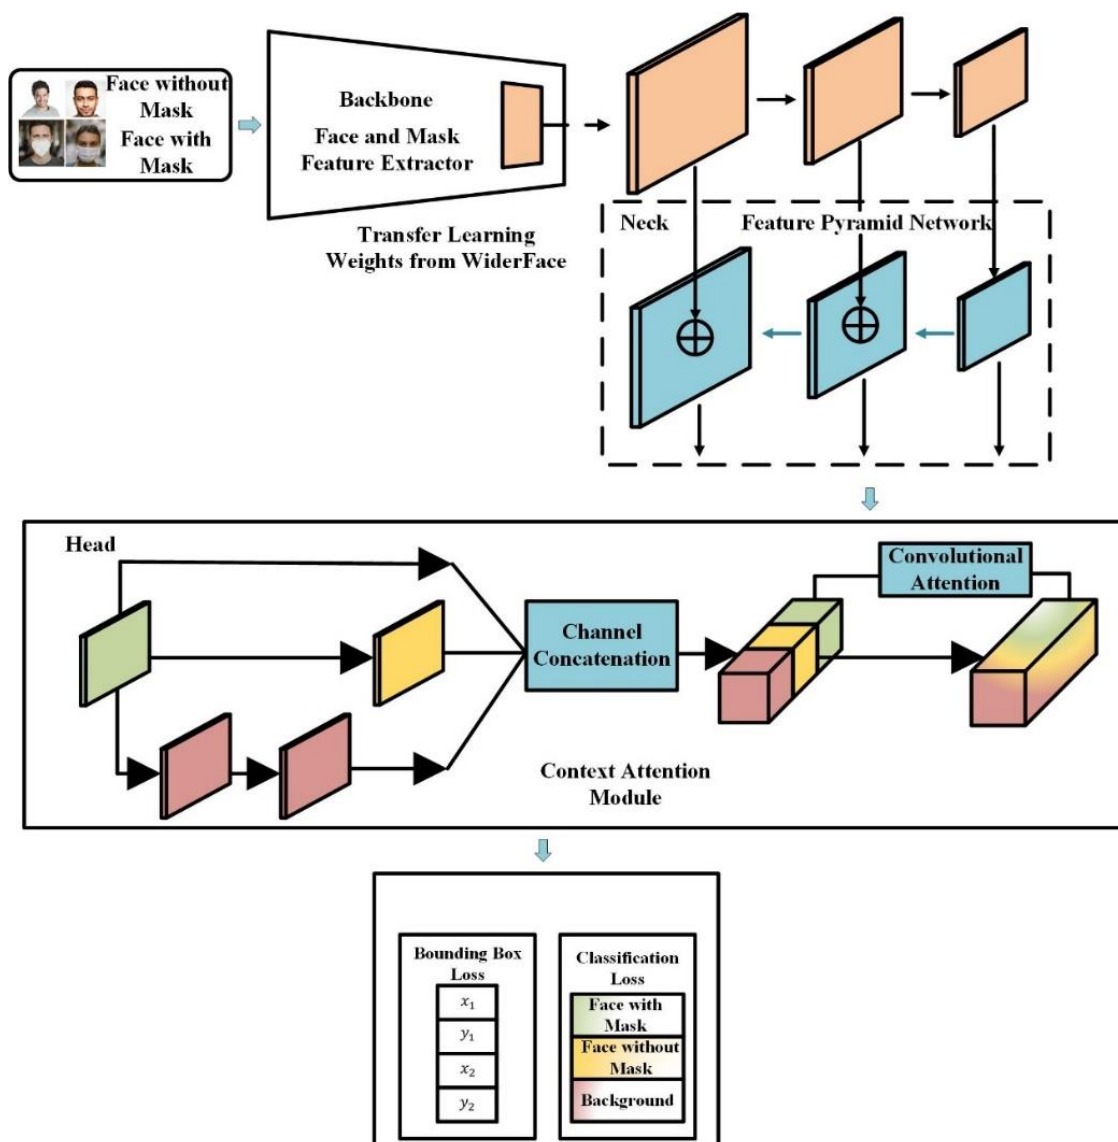 Face without
Mask
Face with
Mask
Backbone
Face and Mask
Feature Extractor
Transfer Learning
Weights from WiderFace
Neck
Feature Pyramid Network
Head
Channel
Concatenation
Convolutional
Attention
Context Attention
Module
Bounding Box
Loss
x₁
y₁
x₂
y₂
Classification
Loss
Face with
Mask
Face without
Mask
Background